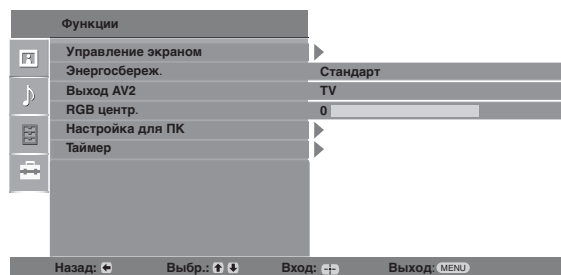 Функции
Управление экраном
Энергосбереж. Стандарт
Выход AV2 TV
RGB центр. 0
Настройка для ПК
Таймер
Назад: Выбр.: Вход: Выход: MENU